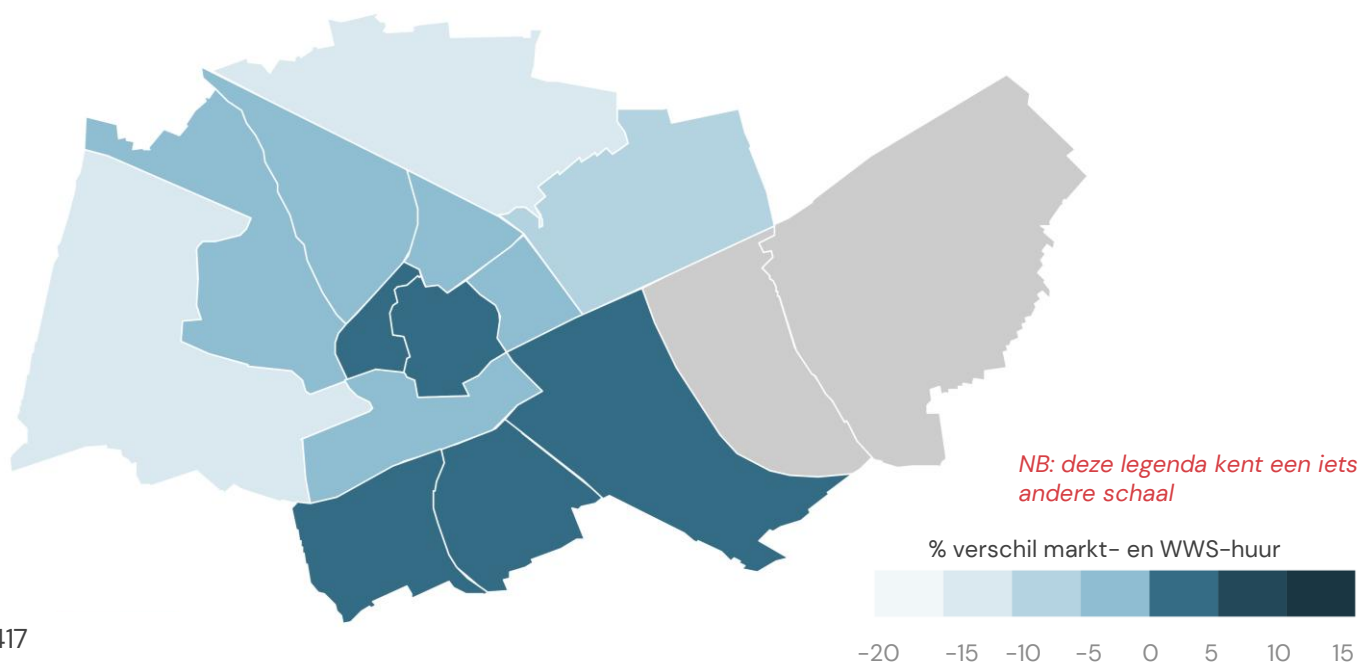 NB: deze legenda kent een iets
andere schaal
% verschil markt- en WWS-huur
-20 -15 -10 -5 0 5 10 15